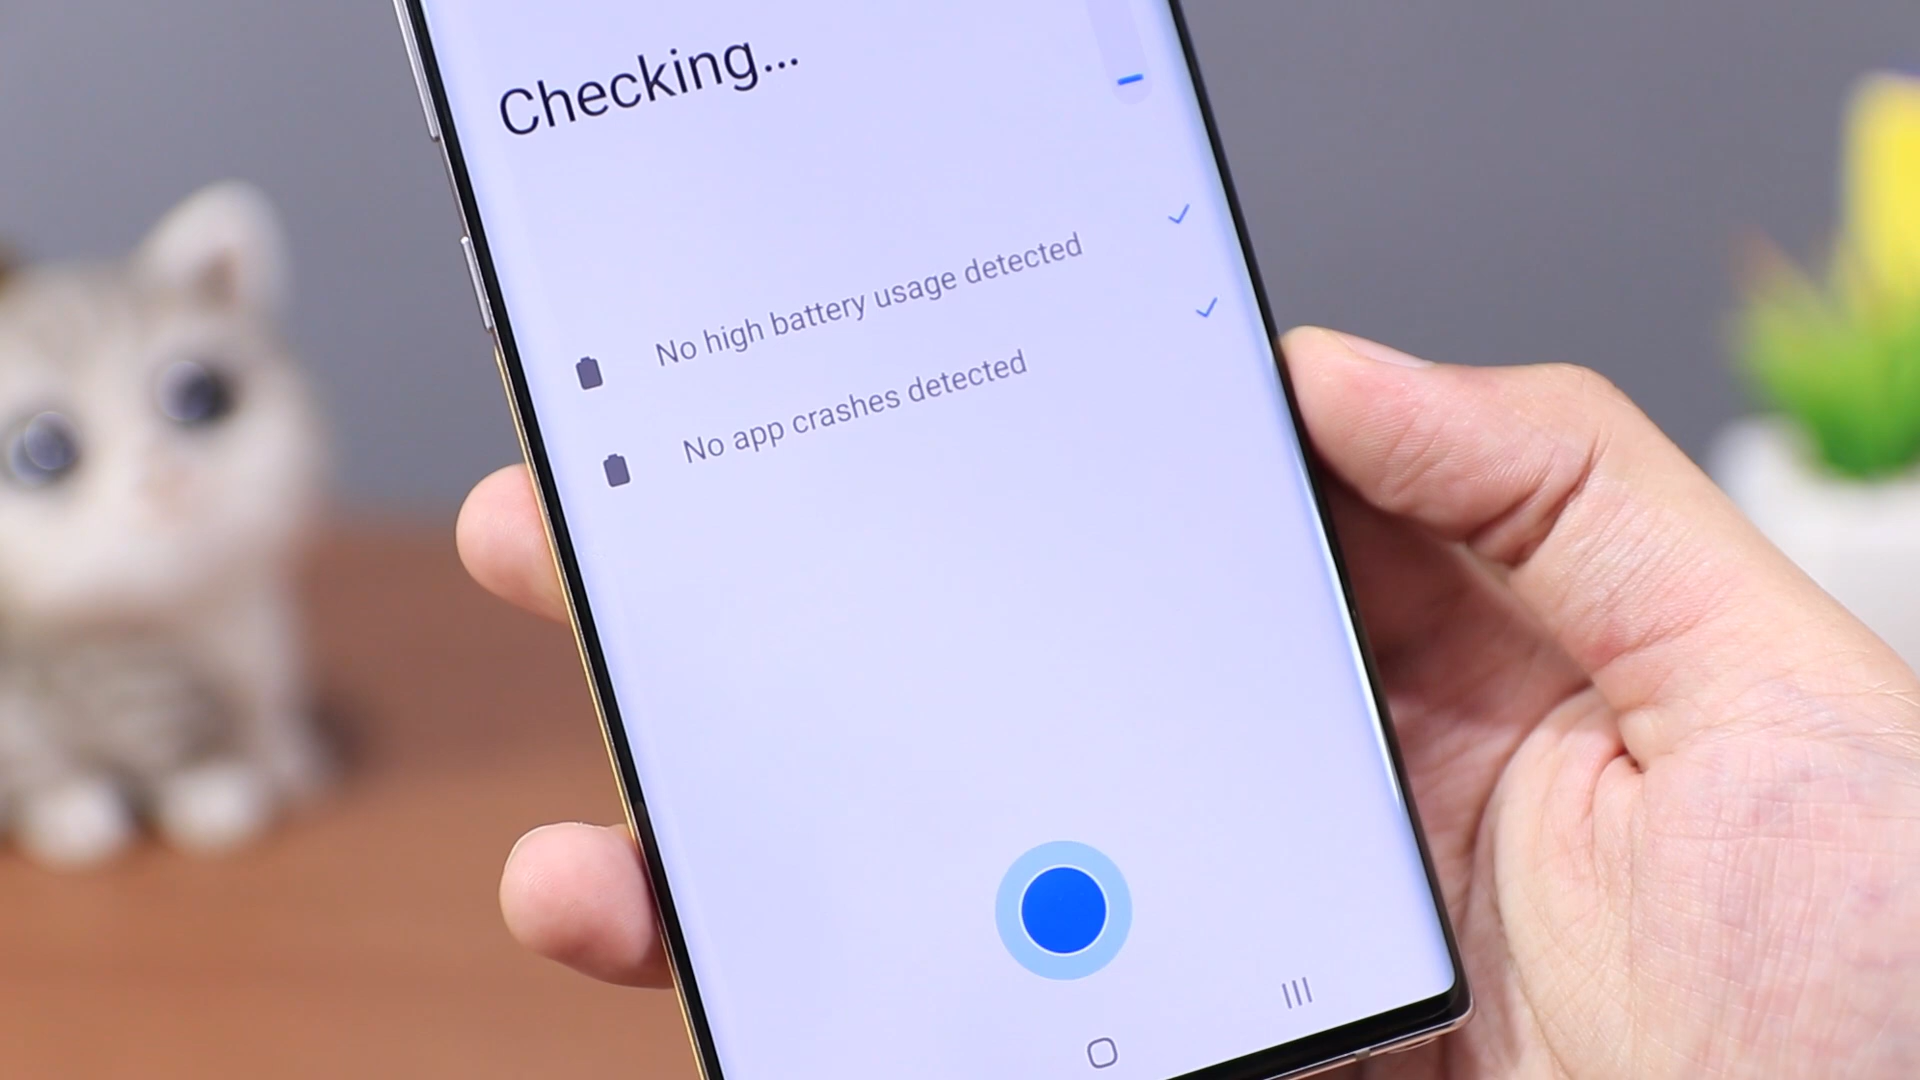 Checking...
No high battery usage detected
No app crashes detected